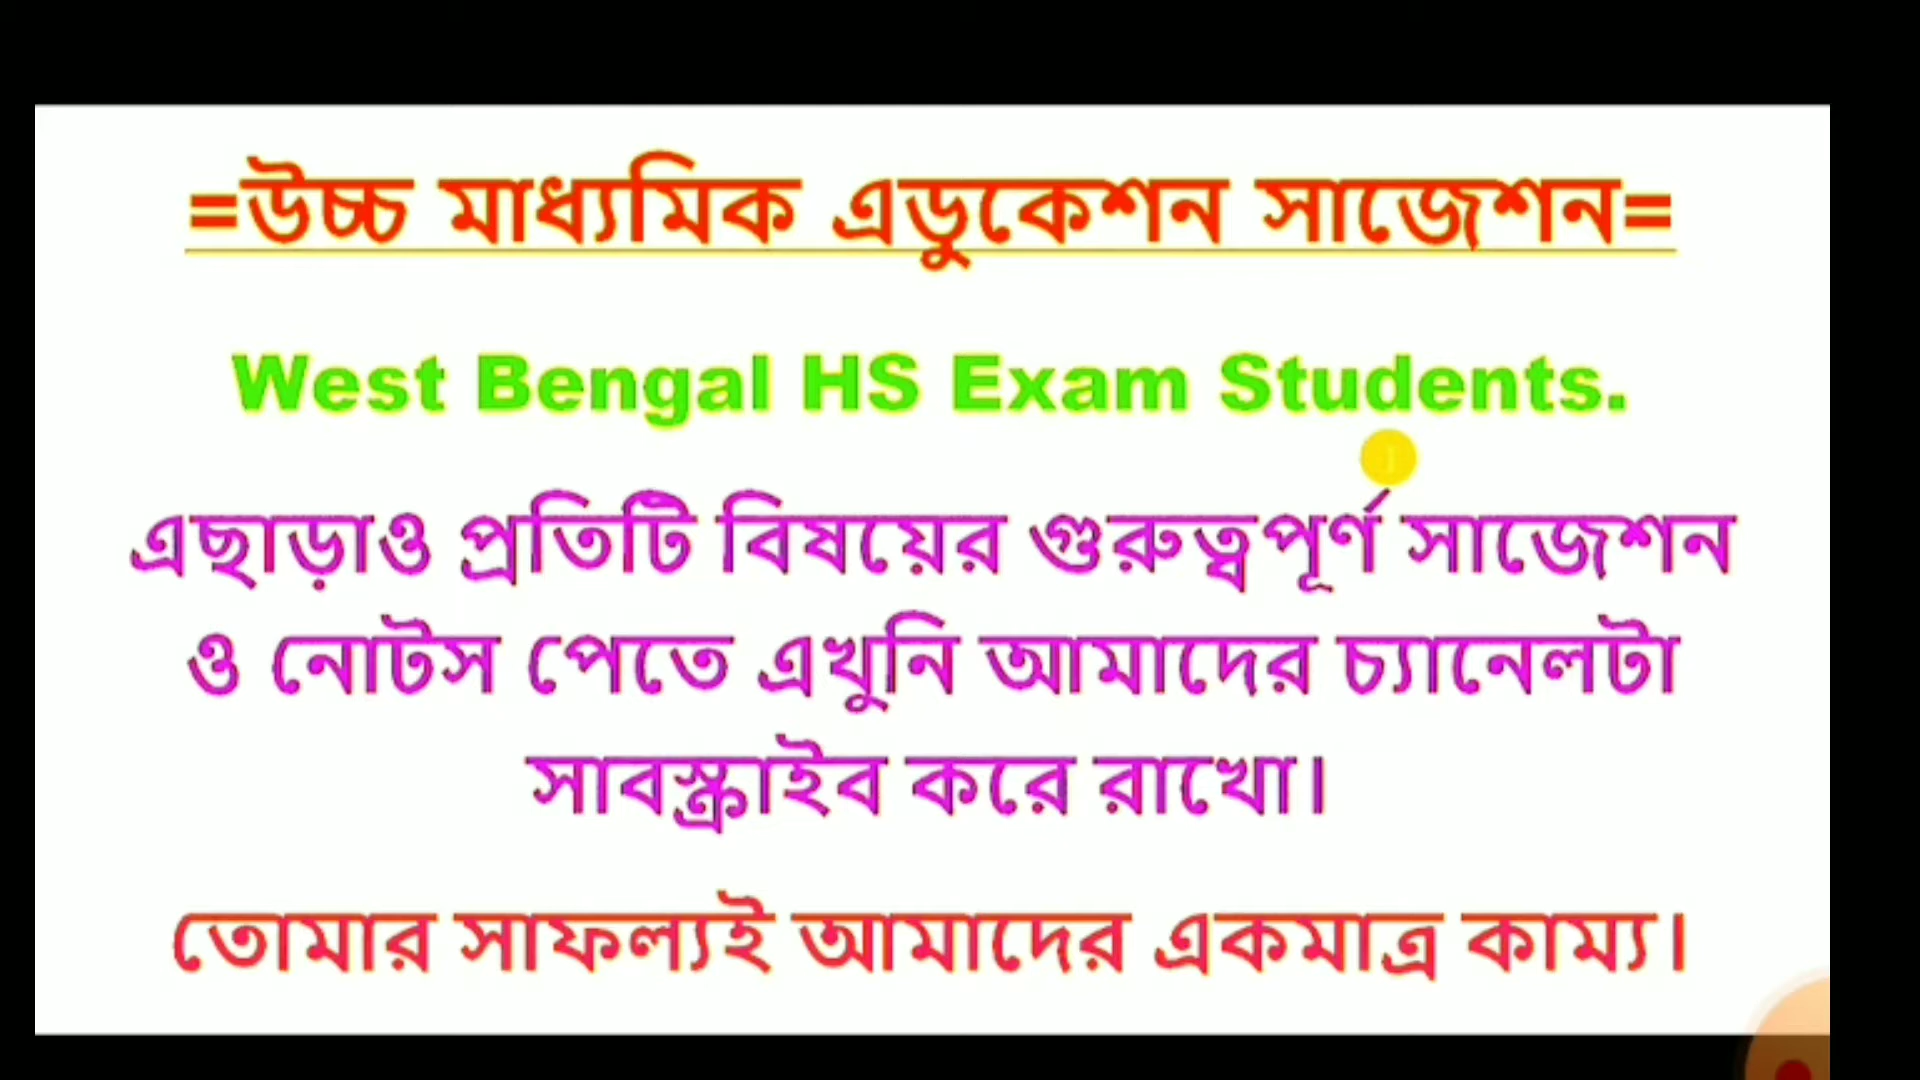 =উচ্চ মাধ্যমিক এডুকেশন সাজেশন=
West Bengal HS Exam Students.
এছাড়াও প্রতিটি বিষয়ের গুরুত্বপূর্ণ সাজেশন
ও নোটস পেতে এখুনি আমাদের চ্যানেলটা
সাবস্ক্রাইব করে রাখো।
তোমার সাফল্যই আমাদের একমাত্র কাম্য।